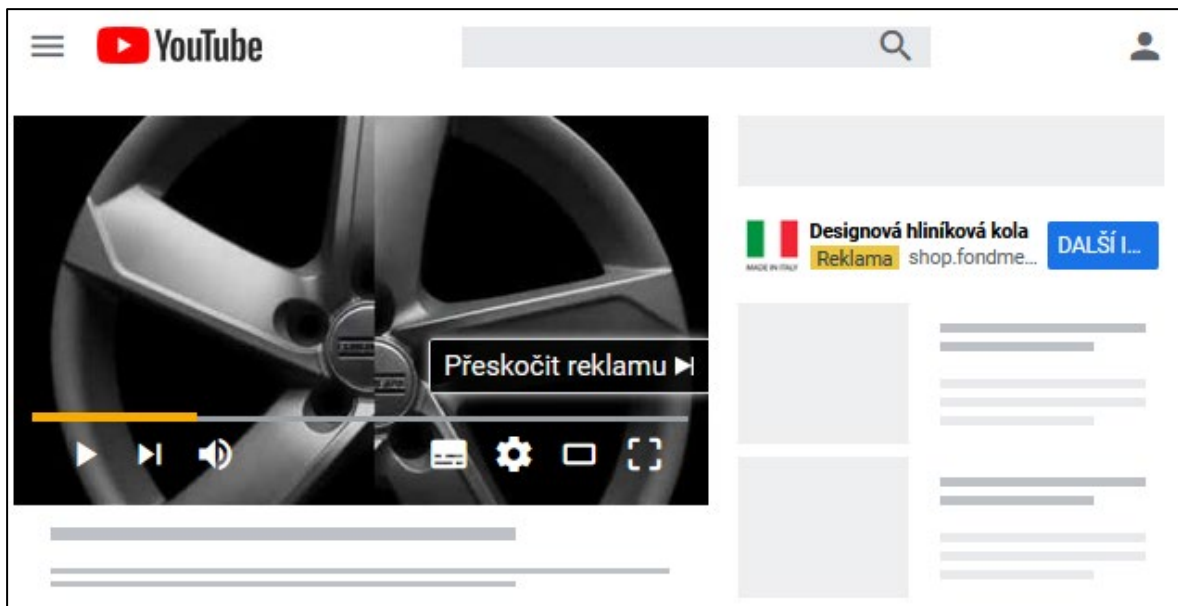 YouTube
Přeskočit reklamu
MADE IN ITALY
Designová hliníková kola
Reklama shop.fondme...
DALŠÍ I...